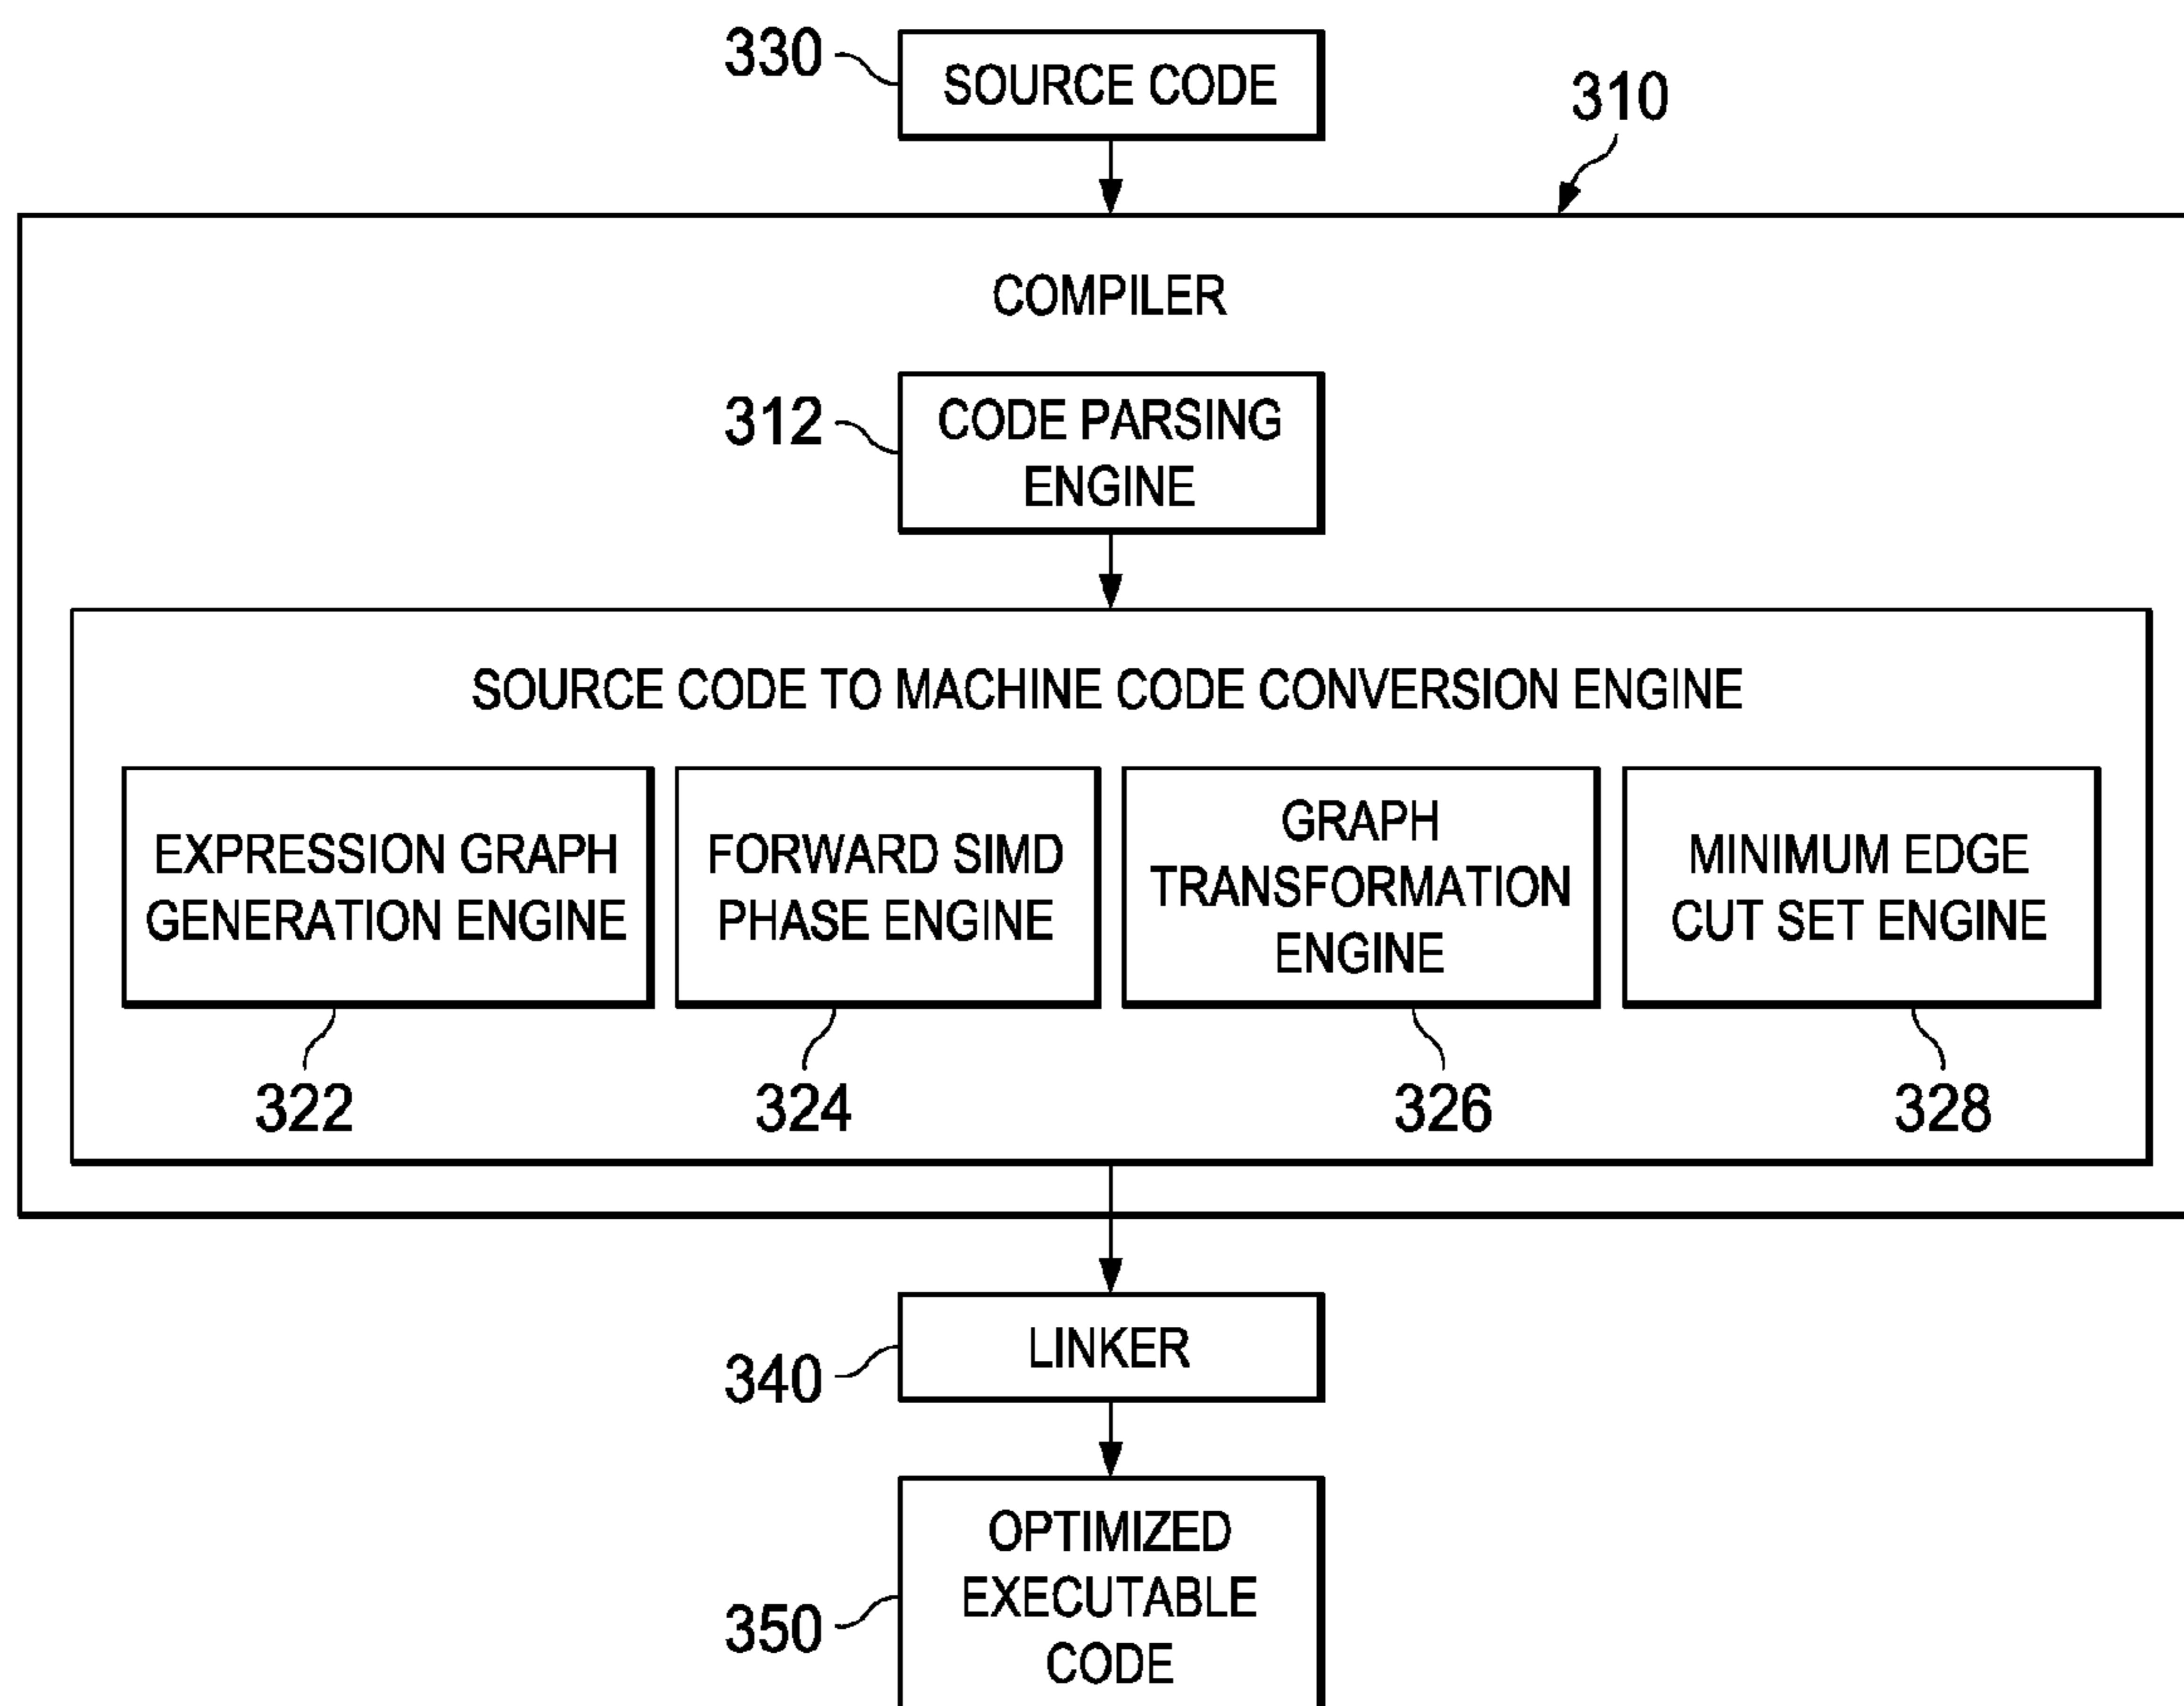 330
SOURCE CODE
310
COMPILER
312
CODE PARSING
ENGINE
SOURCE CODE TO MACHINE CODE CONVERSION ENGINE
EXPRESSION GRAPH
GENERATION ENGINE
FORWARD SIMD
PHASE ENGINE
GRAPH
TRANSFORMATION
ENGINE
MINIMUM EDGE
CUT SET ENGINE
322
324
326
328
LINKER
340
OPTIMIZED
EXECUTABLE
CODE
350